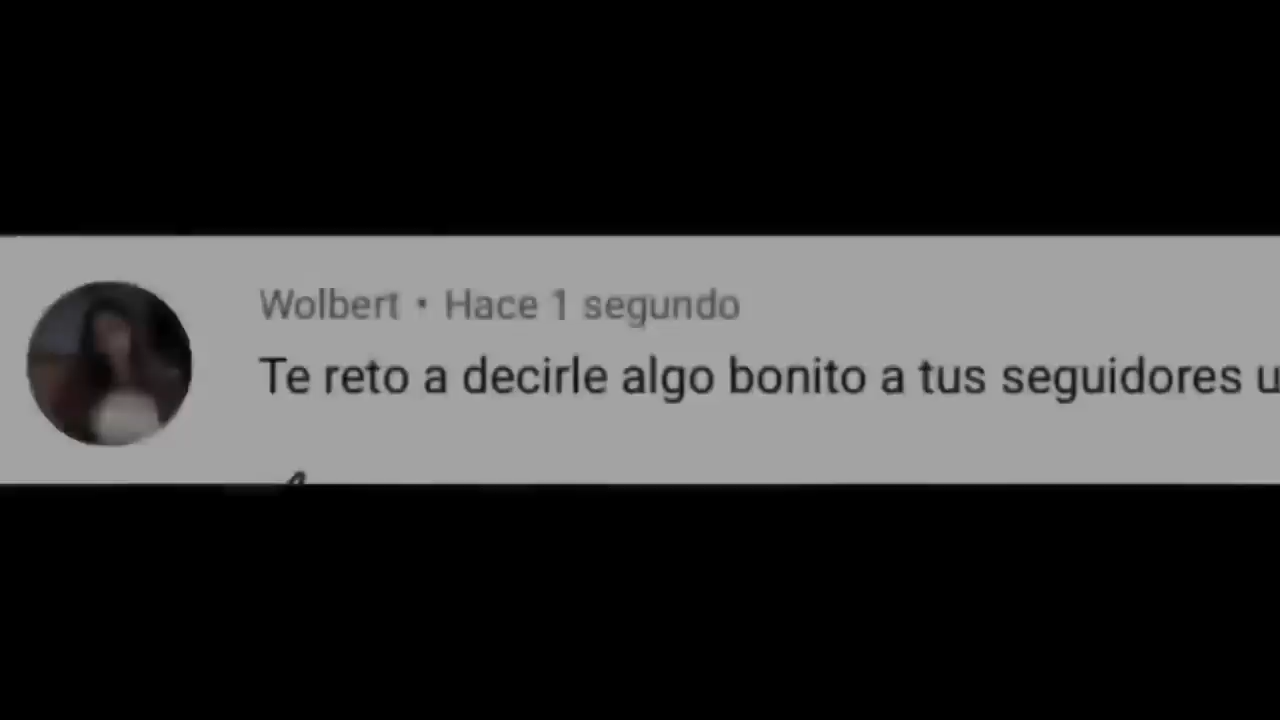 Wolbert • Hace 1 segundo
Te reto a decirle algo bonito a tus seguidores